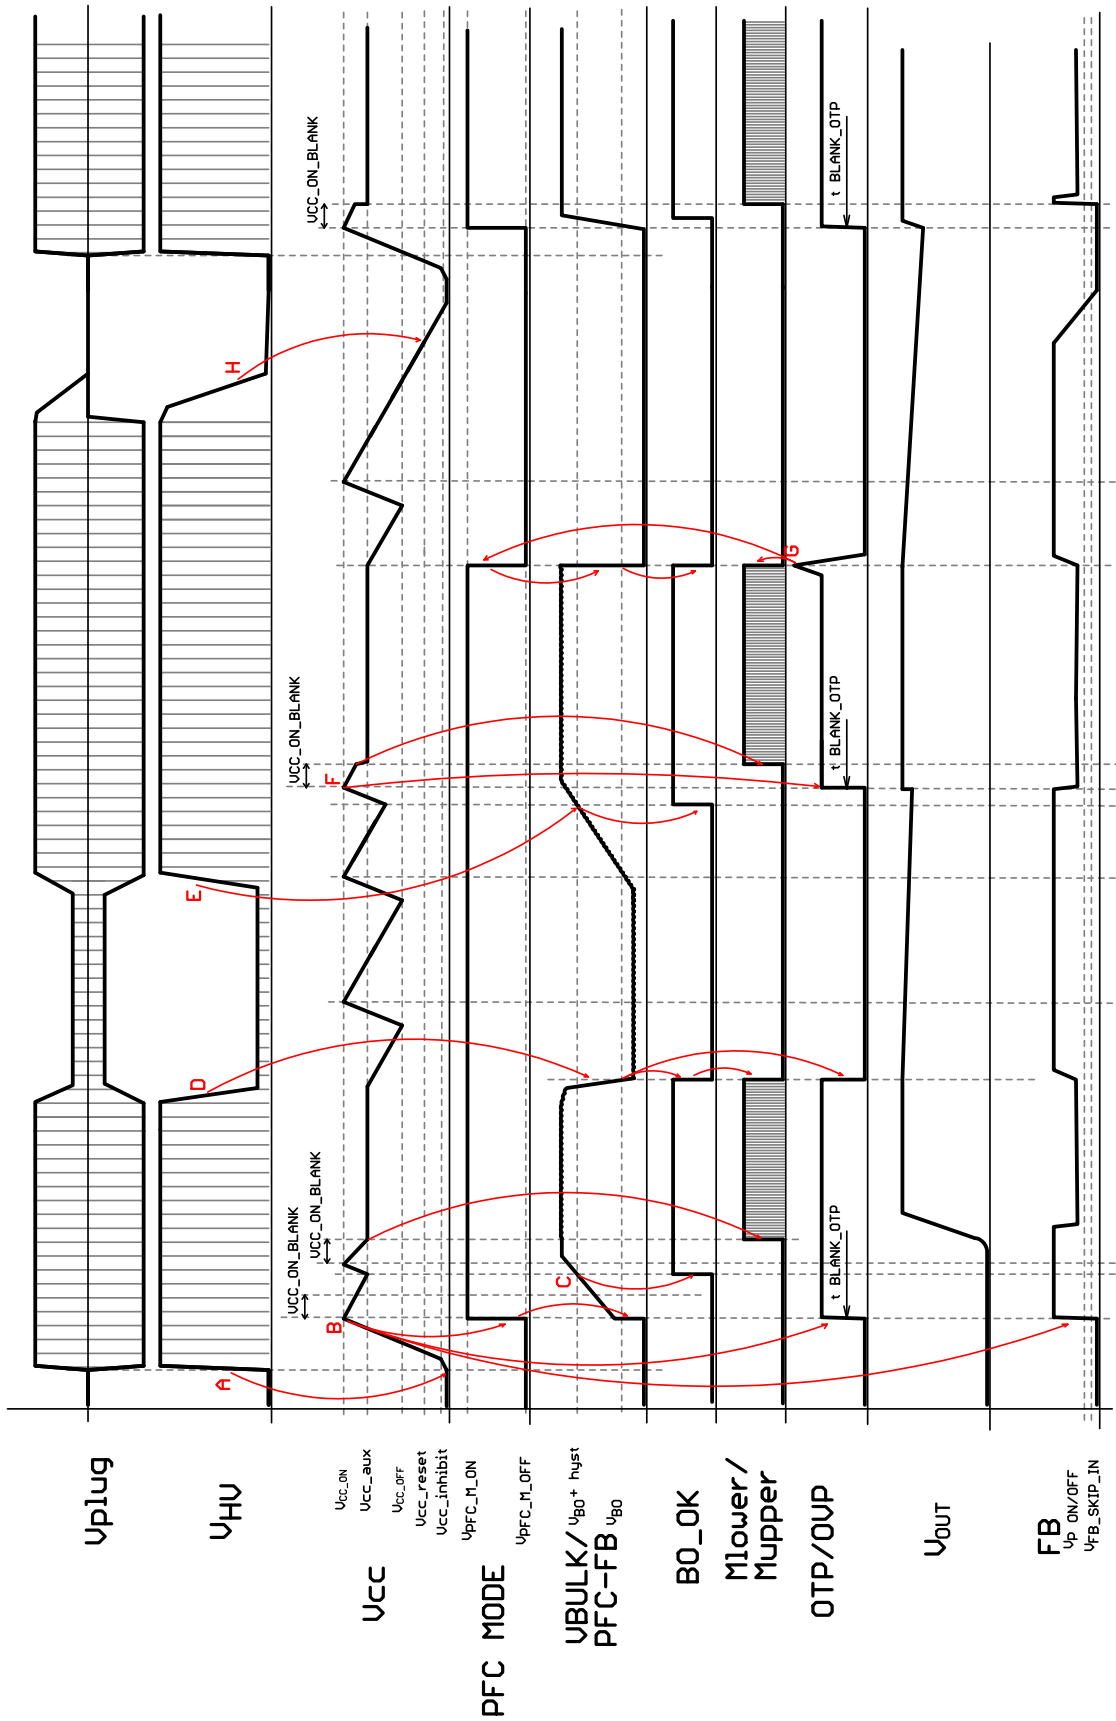 Vplug
VHV
Vcc
VCC_ON
Vcc_aux
VCC_OFF
Vcc_reset
Vcc_inhibit
PFC MODE
VPFC_M_ON
VPFC_M_OFF
VBULK/
PFC-FB
VBO+ hyst
VBO
BO_OK
Mlower/
Mupper
OTP/OVP
VOUT
FB
VP ON/OFF
VFB_SKIP_IN
A
B
C
D
E
F
G
H
VCC_ON_BLANK
VCC_ON_BLANK
VCC_ON_BLANK
VCC_ON_BLANK
t BLANK_OTP
t BLANK_OTP
t BLANK_OTP